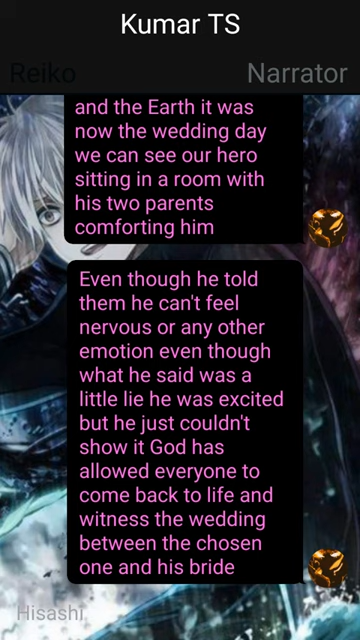 Kumar TS
Reiko
Narrator
and the Earth it was
now the wedding day
we can see our hero
sitting in a room with
his two parents
comforting him
Even though he told
them he can't feel
nervous or any other
emotion even though
what he said was a
little lie he was excited
but he just couldn't
show it God has
allowed everyone to
come back to life and
witness the wedding
between the chosen
one and his bride
Hisashi